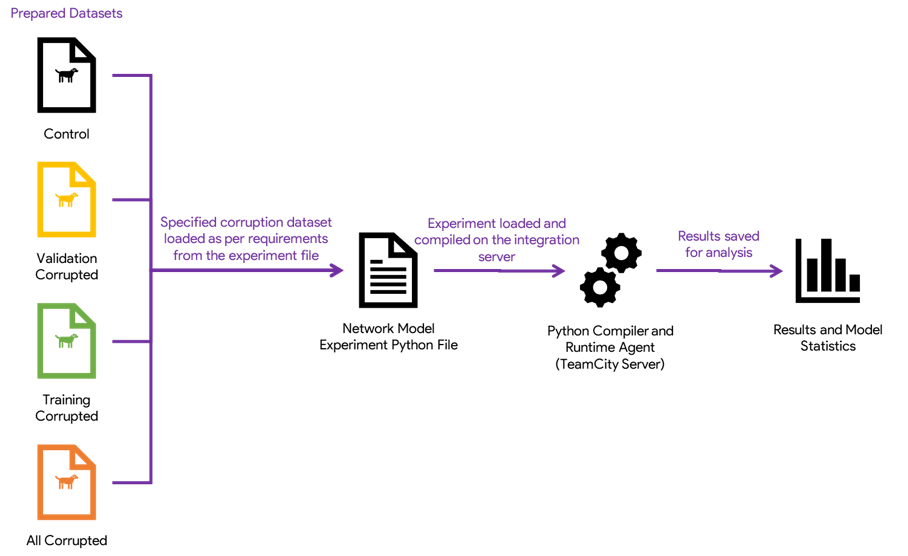 Prepared Datasets
Control
Validation
Corrupted
Training
Corrupted
All Corrupted
Specified corruption dataset
loaded as per requirements
from the experiment file
Network Model
Experiment Python File
Experiment loaded and
compiled on the integration
server
Python Compiler and
Runtime Agent
(TeamCity Server)
Results saved
for analysis
Results and Model
Statistics